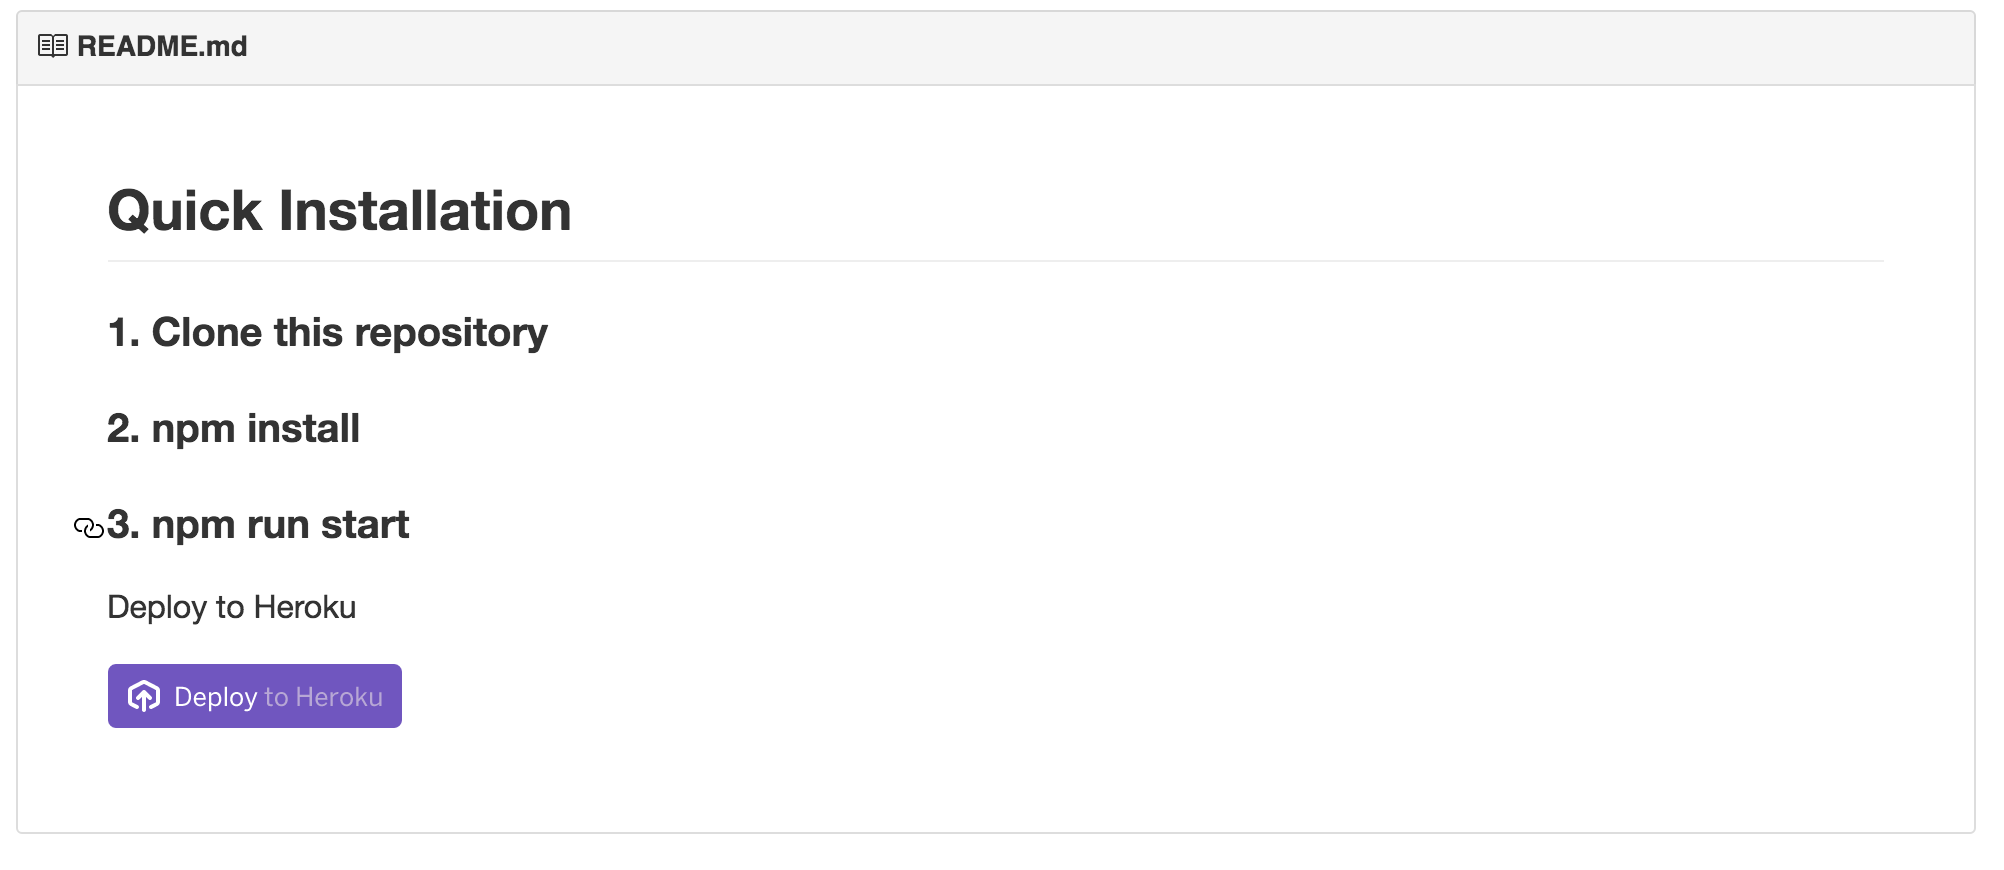 README.md
Quick Installation
1. Clone this repository
2. npm install
3. npm run start
Deploy to Heroku
Deploy to Heroku